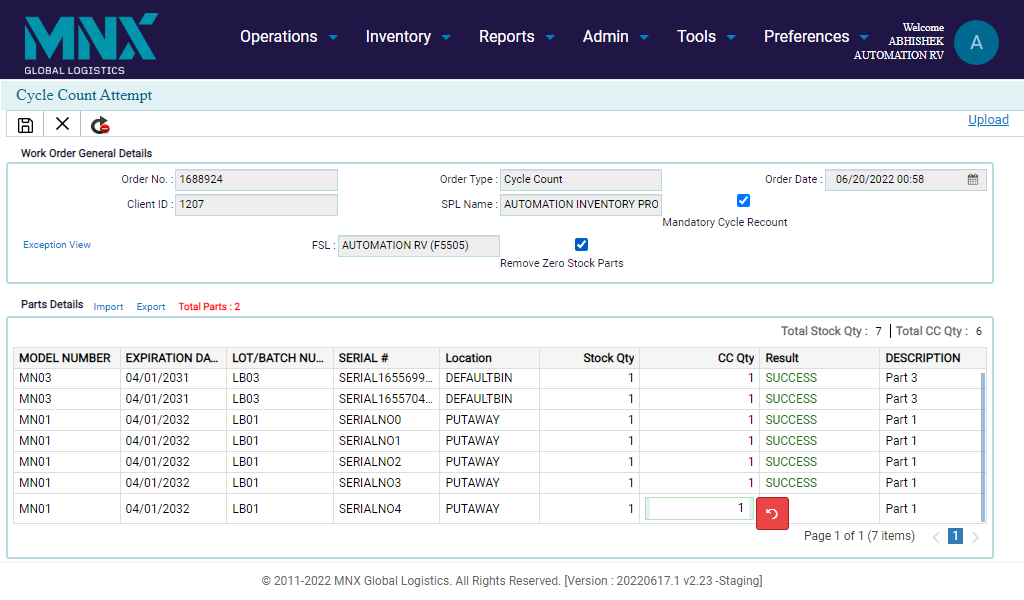 MNX
GLOBAL LOGISTICS
Operations Inventory Reports Admin Tools Preferences
Welcome
ABHISHEK
AUTOMATION RV
A
Cycle Count Attempt
Upload
Work Order General Details
Order No. : 1688924 Order Type : Cycle Count Order Date : 06/20/2022 00:58
Client ID : 1207 SPL Name : AUTOMATION INVENTORY PRO
Mandatory Cycle Recount
Exception View FSL : AUTOMATION RV (F5505)
Remove Zero Stock Parts
Parts Details Import Export Total Parts : 2
Total Stock Qty : 7 Total CC Qty : 6
MODEL NUMBER EXPIRATION DA... LOT/BATCH NU... SERIAL # Location Stock Qty CC Qty Result DESCRIPTION
MN03 04/01/2031 LB03 SERIAL1655699... DEFAULTBIN 1 1 SUCCESS Part 3
MN03 04/01/2031 LB03 SERIAL1655704... DEFAULTBIN 1 1 SUCCESS Part 3
MN01 04/01/2032 LB01 SERIALNO0 PUTAWAY 1 1 SUCCESS Part 1
MN01 04/01/2032 LB01 SERIALNO1 PUTAWAY 1 1 SUCCESS Part 1
MN01 04/01/2032 LB01 SERIALNO2 PUTAWAY 1 1 SUCCESS Part 1
MN01 04/01/2032 LB01 SERIALNO3 PUTAWAY 1 1 SUCCESS Part 1
MN01 04/01/2032 LB01 SERIALNO4 PUTAWAY 1 1 Part 1
Page 1 of 1 (7 items) 1
© 2011-2022 MNX Global Logistics. All Rights Reserved. [Version : 20220617.1 v2.23 -Staging]